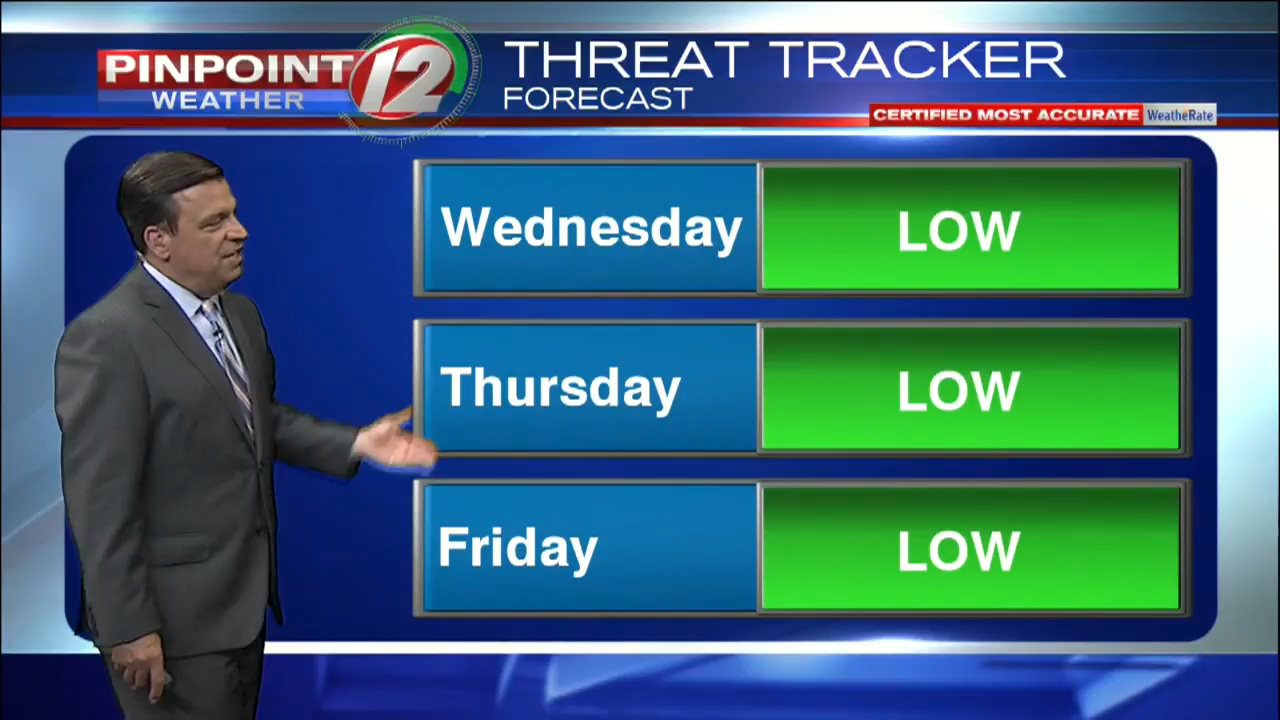 PINPOINT
WEATHER
12
THREAT TRACKER
FORECAST
CERTIFIED MOST ACCURATE WeatheRate
Wednesday LOW
Thursday LOW
Friday LOW